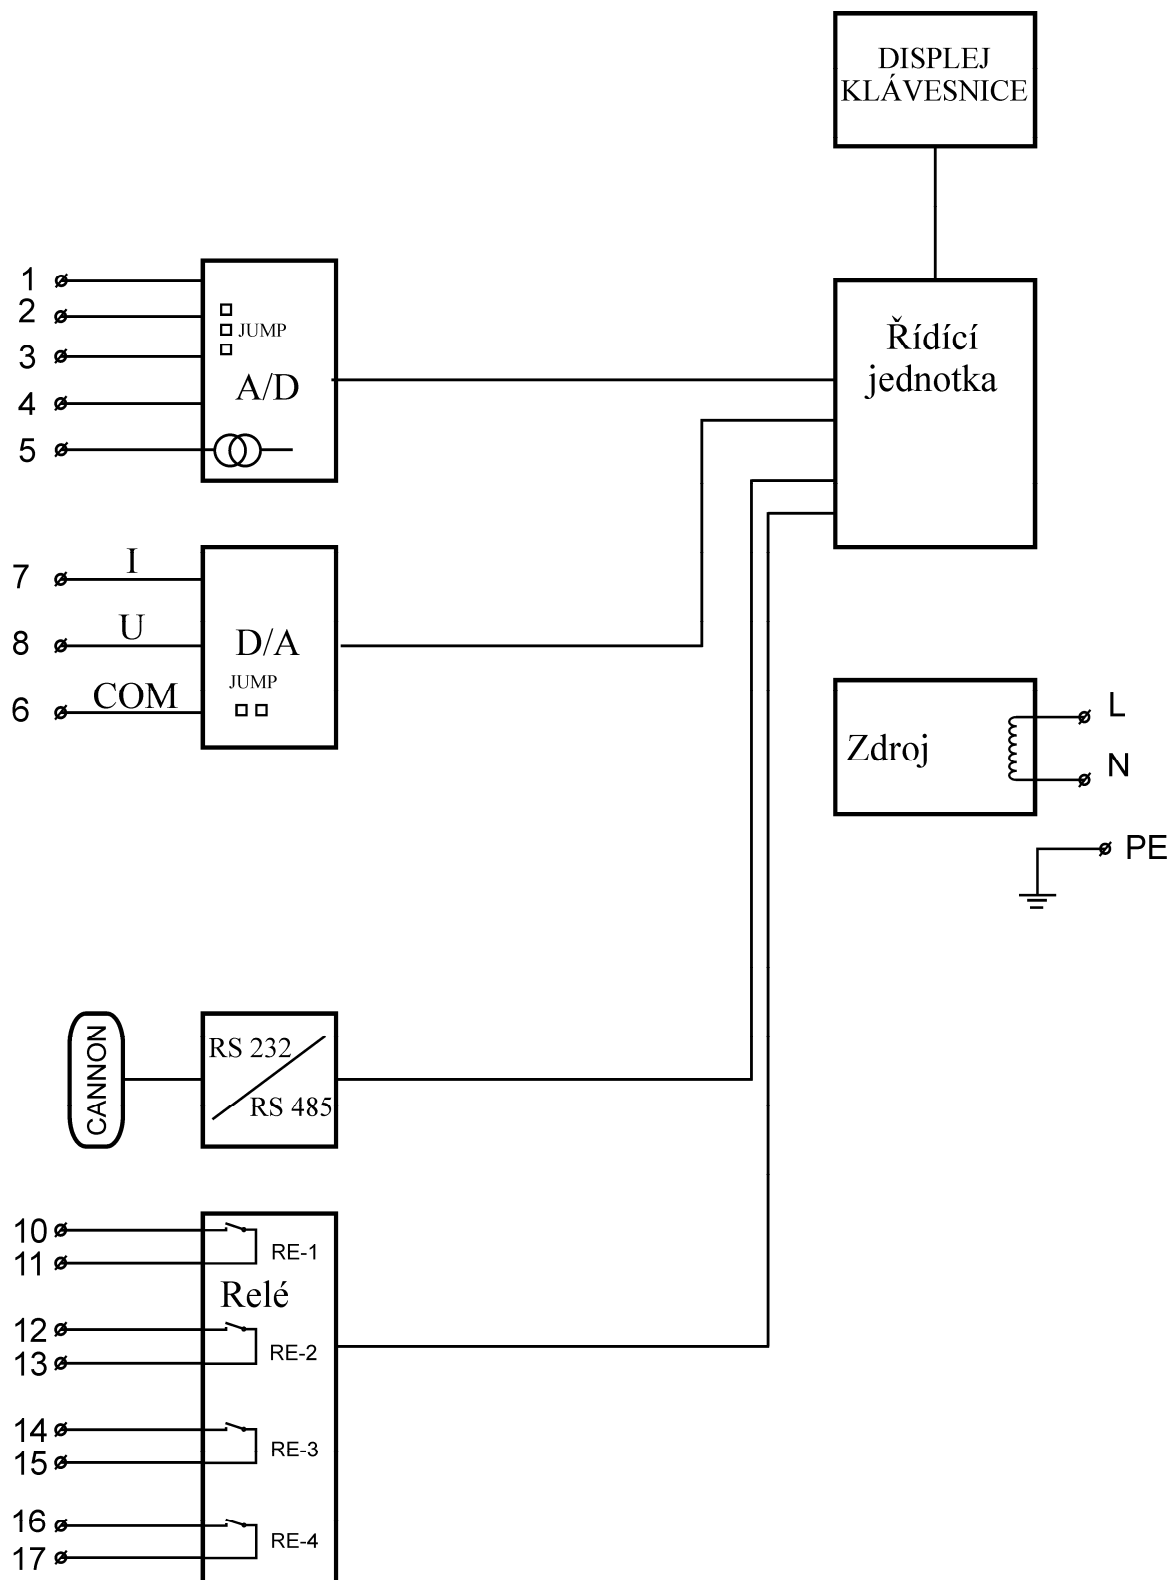 DISPLEJ
KLÁVESNICE
1
2
3
4
5
JUMP
A/D
Řídící
jednotka
7
I
8
U
6
COM
D/A
JUMP
Zdroj
L
N
PE
CANNON
RS 232
RS 485
10
11
RE-1
Relé
12
13
RE-2
14
15
RE-3
16
17
RE-4